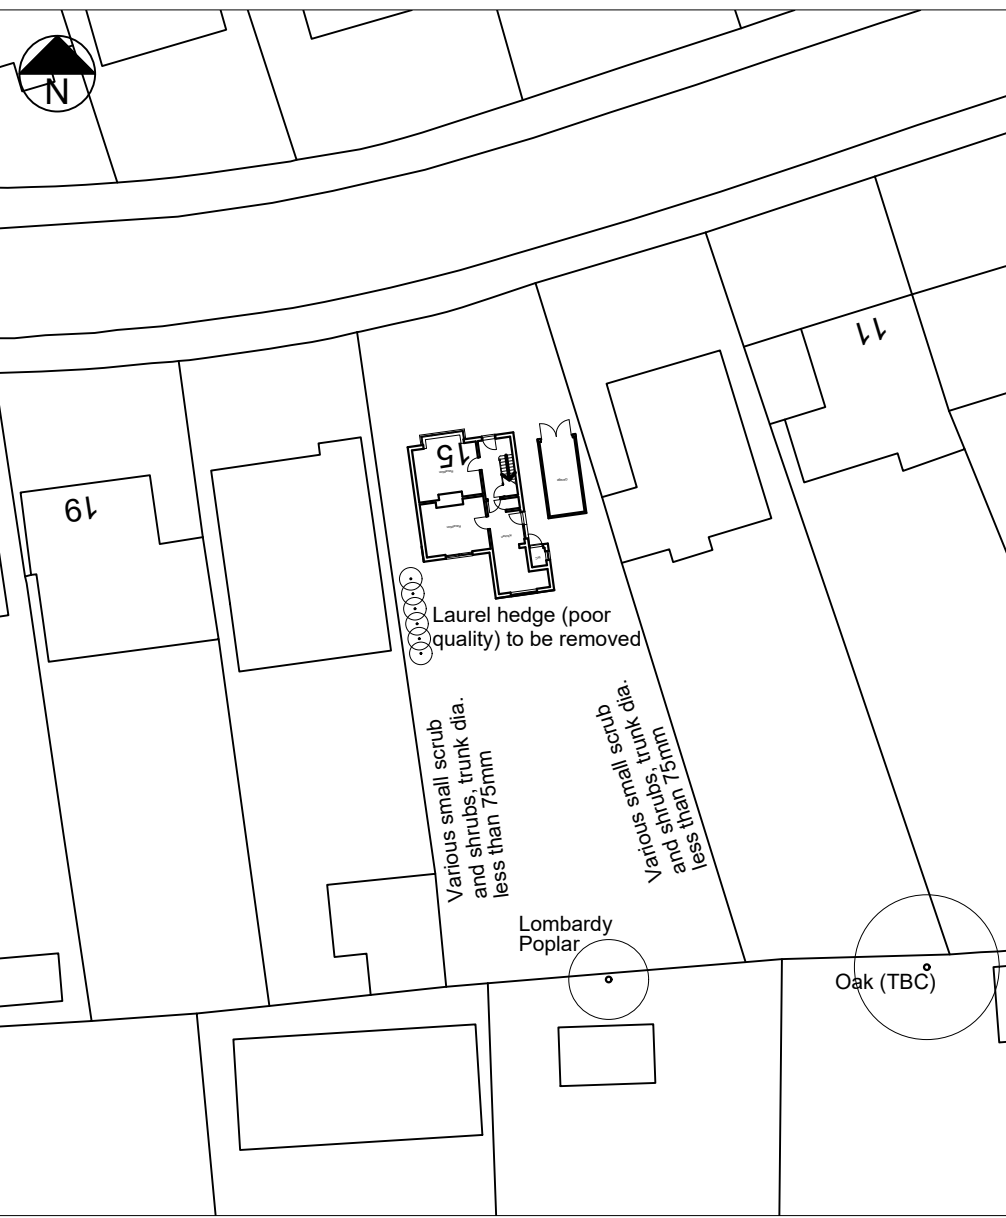 N
11
15
19
Laurel hedge (poor
quality) to be removed
Various small scrub
and shrubs, trunk dia.
less than 75mm
Various small scrub
and shrubs, trunk dia.
less than 75mm
Lombardy
Poplar
Oak (TBC)